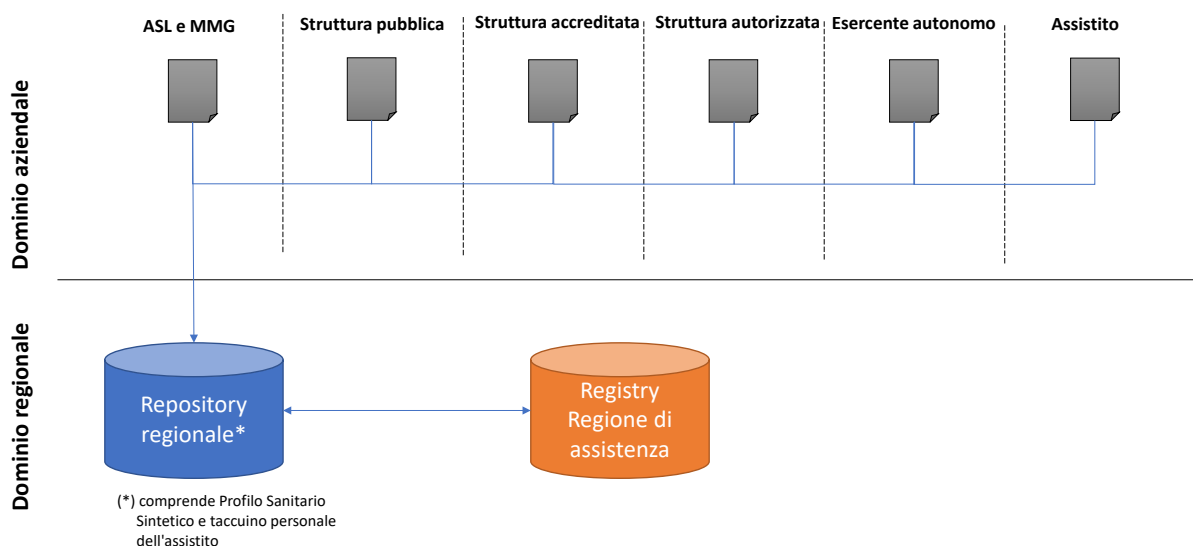 ASL e MMG
Struttura pubblica
Struttura accreditata
Struttura autorizzata
Esercente autonomo
Assistito
Dominio aziendale
Dominio regionale
Repository
regionale*
Registry
Regione di
assistenza
(*) comprende Profilo Sanitario
Sintetico e taccuino personale
dell'assistito